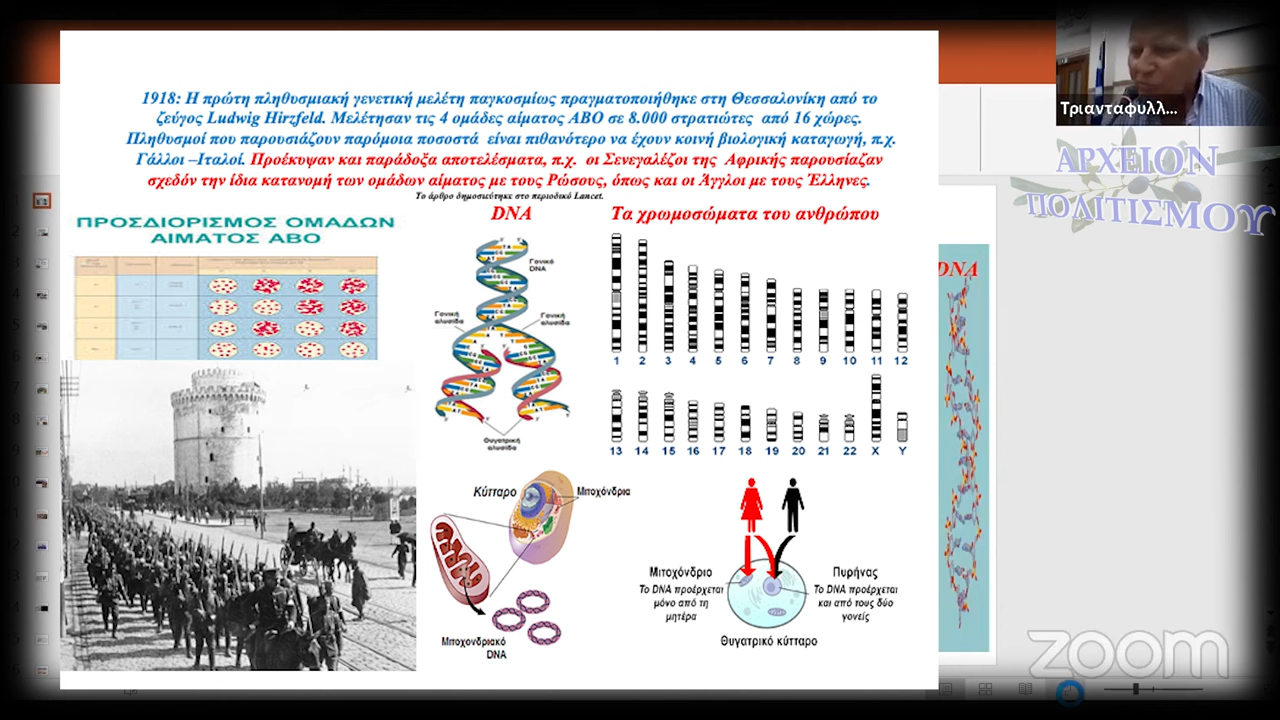 1918: Η πρώτη πληθυσμιακή γενετική μελέτη παγκοσμίως πραγματοποιήθηκε στη Θεσσαλονίκη από το
ζεύγος Ludwig Hirzfeld. Μελέτησαν τις 4 ομάδες αίματος ABO σε 8.000 στρατιώτες από 16 χώρες.
Πληθυσμοί που παρουσιάζουν παρόμοια ποσοστά είναι πιθανότερο να έχουν κοινή βιολογική καταγωγή, π.χ.
Γάλλοι –Ιταλοί. Προέκυψαν και παράδοξα αποτελέσματα, π.χ. οι Σενεγαλέζοι της Αφρικής παρουσίαζαν
σχεδόν την ίδια κατανομή των ομάδων αίματος με τους Ρώσους, όπως και οι Άγγλοι με τους Έλληνες.
Το άρθρο δημοσιεύτηκε στο περιοδικό Lancet.
ΠΡΟΣΔΙΟΡΙΣΜΟΣ ΟΜΑΔΩΝ
ΑΙΜΑΤΟΣ ΑΒΟ
DNA
Γονικό
DNA
Γονική
αλυσίδα
Γονική
αλυσίδα
Θυγατρική
αλυσίδα
Τα χρωμοσώματα του ανθρώπου
1 2 3 4 5 6 7 8 9 10 11 12
13 14 15 16 17 18 19 20 21 22 X Y
Κύτταρο
Μιτοχόνδρια
Μιτοχονδριακό
DNA
Μιτοχόνδριο
Το DNA προέρχεται
μόνο από τη
μητέρα
Πυρήνας
Το DNA προέρχεται
και από τους δύο
γονείς
Θυγατρικό κύτταρο
Τριανταφυλλ...
ΑΡΧΕΙΟΝ
ΠΟΛΙΤΙΣΜΟΥ
DNA
zoom